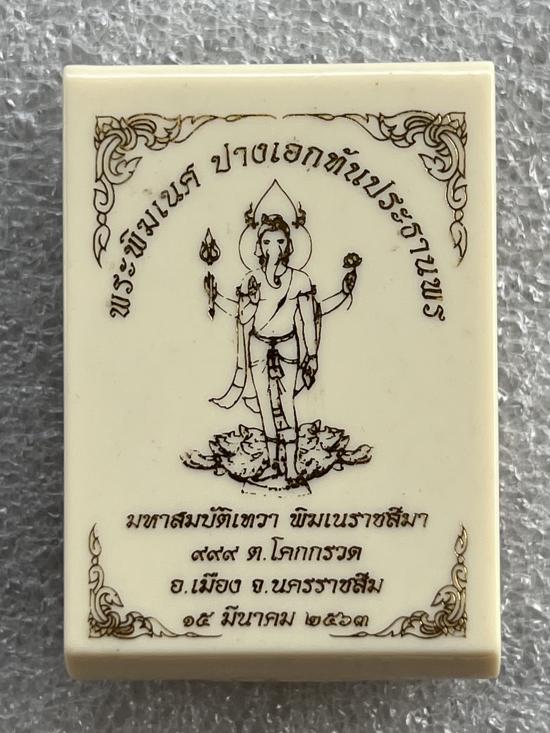 พระพิฆเนศ ปางเอกทันประธานพร
มหาสมบัติเทวา พิฆเนราชสีมา
๙๙๙ ต.โคกกรวด
อ.เมือง จ.นครราชสีม
๑๕ มีนาคม ๒๕๖๓